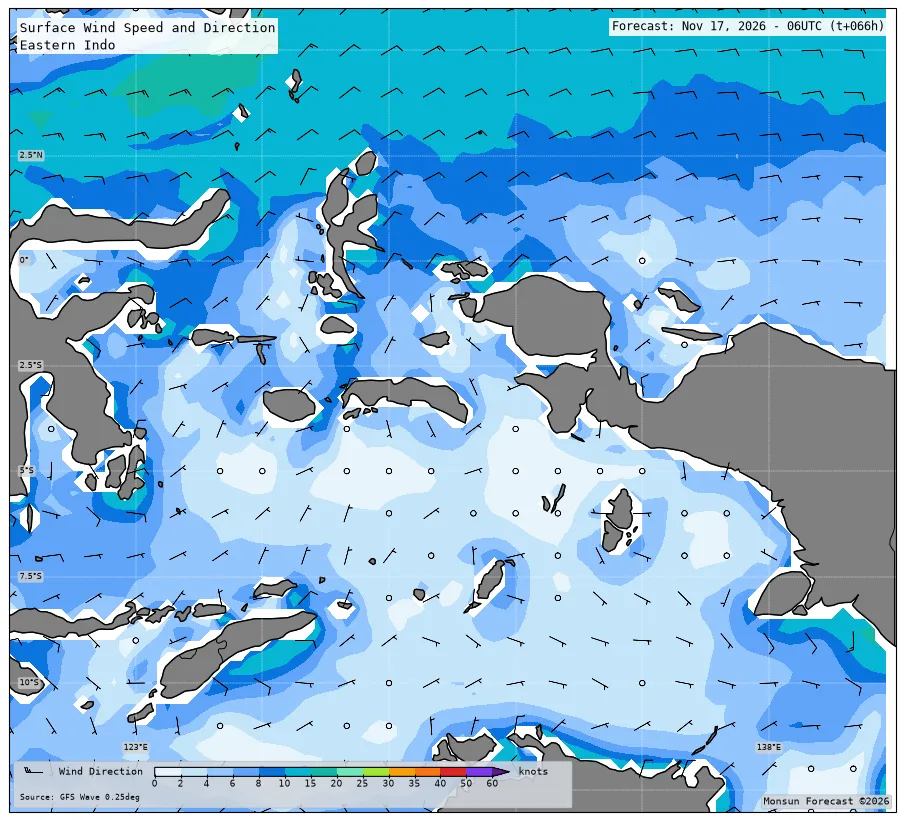 Surface Wind Speed and Direction
Eastern Indo
Forecast: Nov 17, 2026 - 06UTC (t+066h)
2.5°N
0°
2.5°S
5°S
7.5°S
10°S
123°E
138°E
Wind Direction
0 2 4 6 8 10 15 20 25 30 35 40 50 60
knots
Source: GFS Wave 0.25deg
Monsun Forecast ©2026